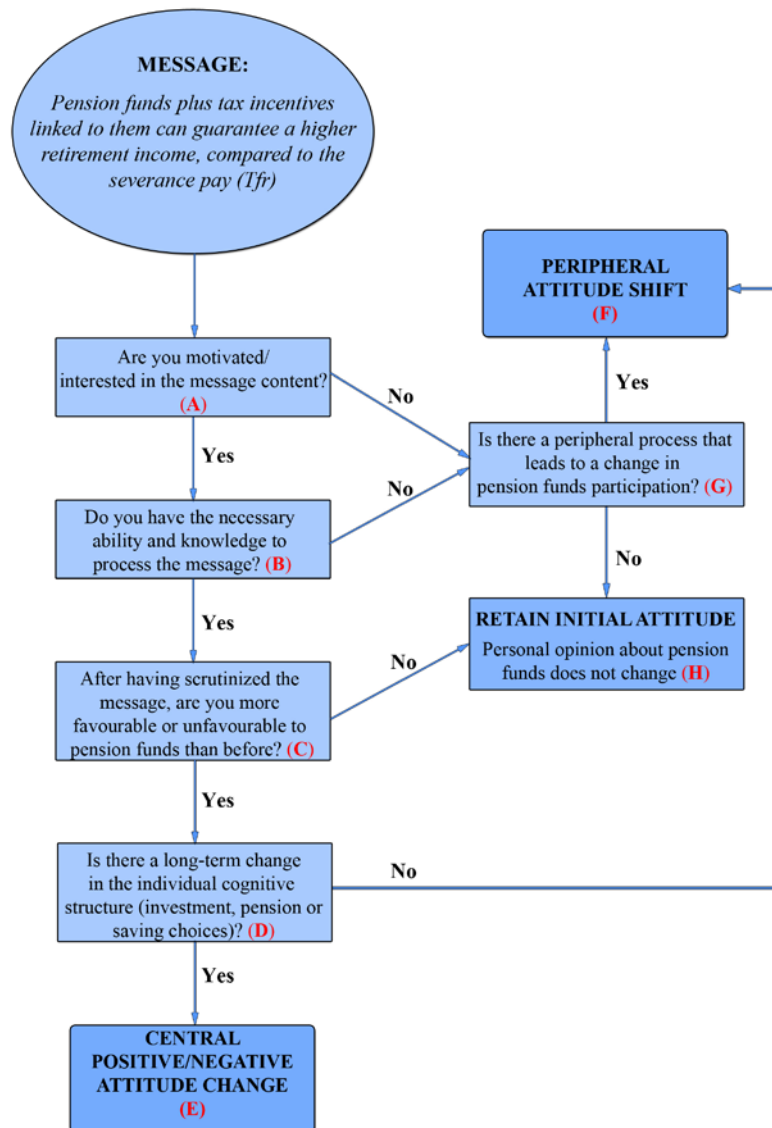 MESSAGE:
Pension funds plus tax incentives
linked to them can guarantee a higher
retirement income, compared to the
severance pay (Tfr)
PERIPHERAL
ATTITUDE SHIFT
(F)
Are you motivated/
interested in the message content?
(A)
No
Yes
Yes
Is there a peripheral process that
leads to a change in
pension funds participation? (G)
No
Do you have the necessary
ability and knowledge to
process the message? (B)
No
Yes
RETAIN INITIAL ATTITUDE
Personal opinion about pension
funds does not change (H)
No
After having scrutinized the
message, are you more
favourable or unfavourable to
pension funds than before? (C)
Yes
Is there a long-term change
in the individual cognitive
structure (investment, pension or
saving choices)? (D)
No
Yes
CENTRAL
POSITIVE/NEGATIVE
ATTITUDE CHANGE
(E)